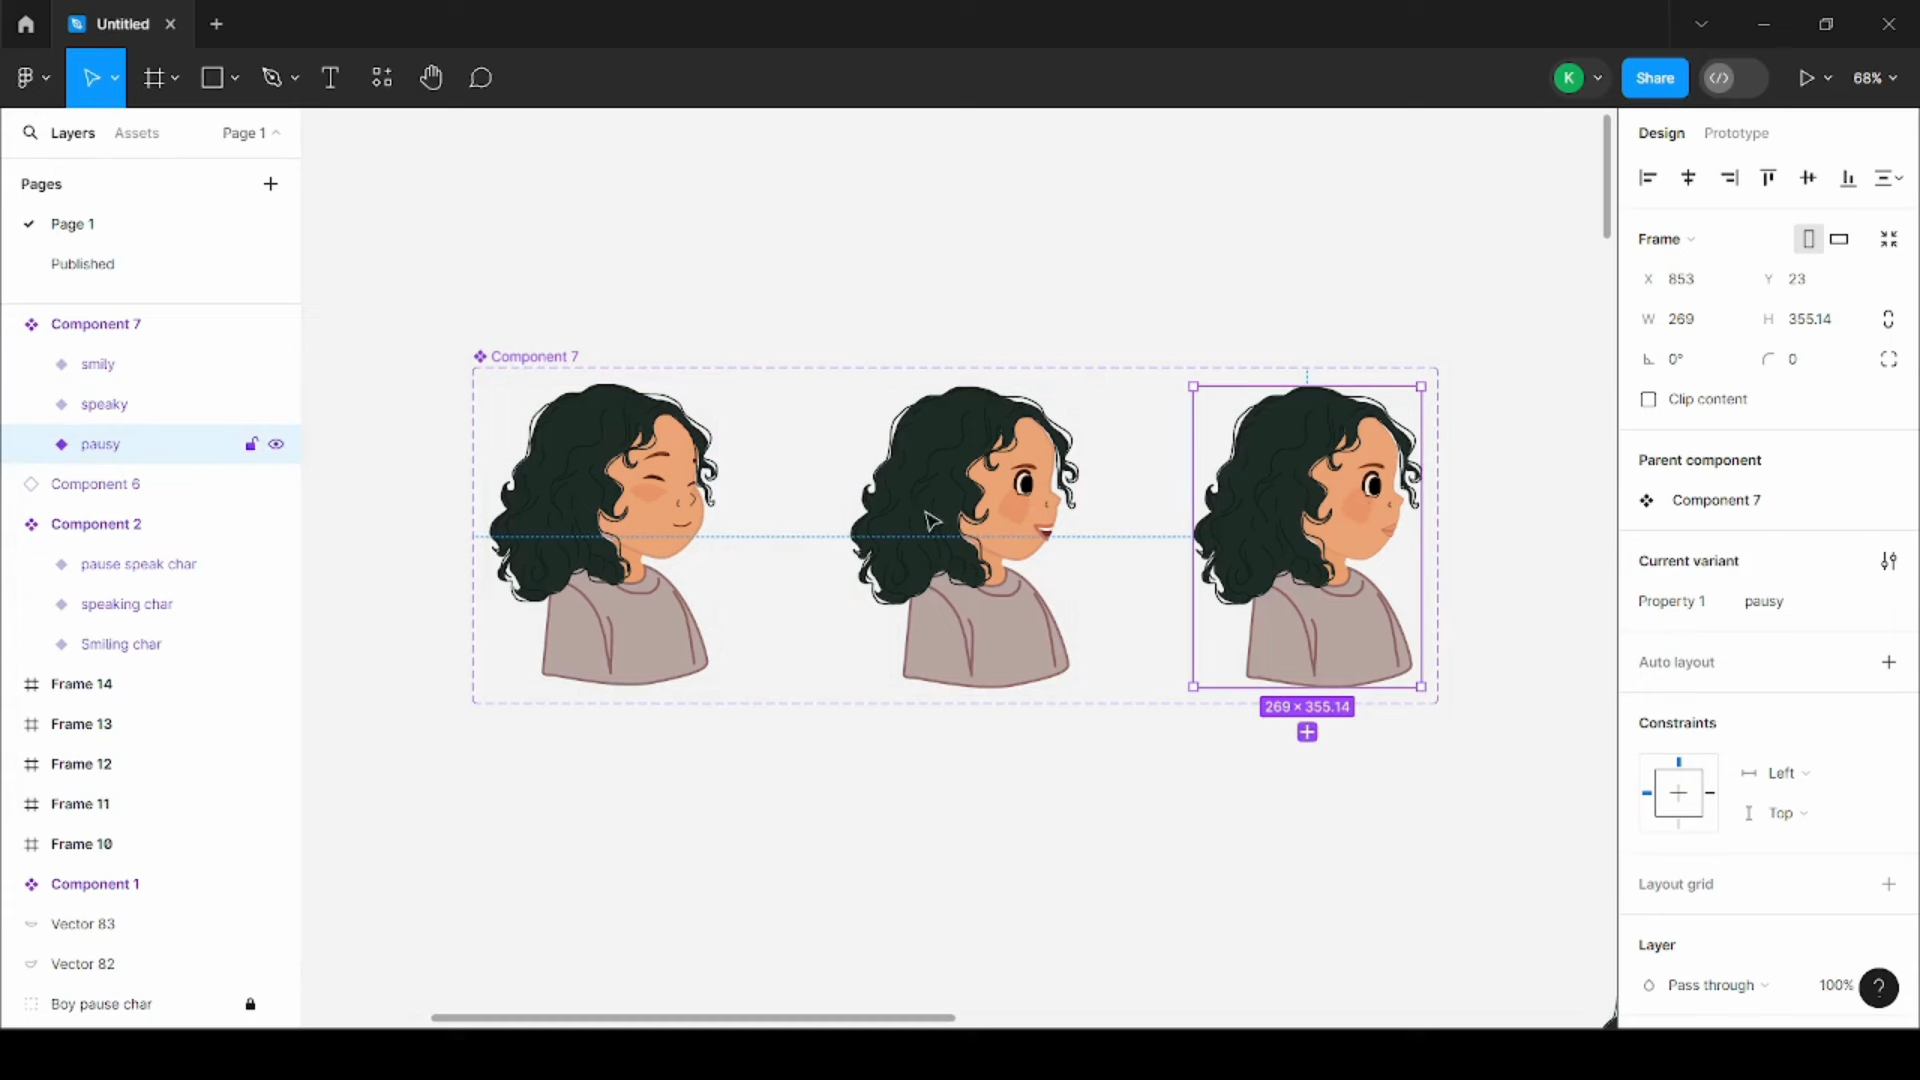 Untitled
K
Share
68%
Layers Assets Page 1
Pages
Page 1
Published
Component 7
smily
speaky
pausy
Component 6
Component 2
pause speak char
speaking char
Smiling char
Frame 14
Frame 13
Frame 12
Frame 11
Frame 10
Component 1
Vector 83
Vector 82
Boy pause char
Component 7
269 × 355.14
Design Prototype
Frame
X 853 Y 23
W 269 H 355.14
0° 0
Clip content
Parent component
Component 7
Current variant
Property 1 pausy
Auto layout
Constraints
Left
Top
Layout grid
Layer
Pass through 100%
?